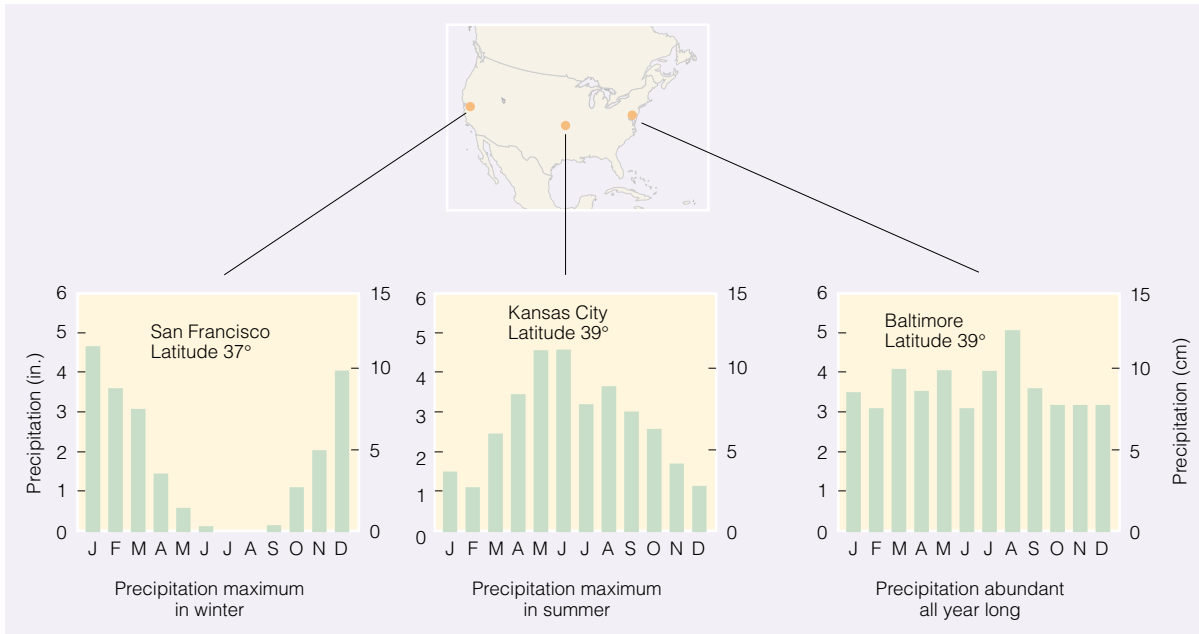 6
5
4
3
2
1
0
Precipitation (in.)
San Francisco
Latitude 37°
15
10
5
0
J F M A M J J A S O N D
Precipitation maximum
in winter
6
5
4
3
2
1
0
Kansas City
Latitude 39°
15
10
5
0
J F M A M J J A S O N D
Precipitation maximum
in summer
6
5
4
3
2
1
0
Baltimore
Latitude 39°
15
10
5
0
Precipitation (cm)
J F M A M J J A S O N D
Precipitation abundant
all year long